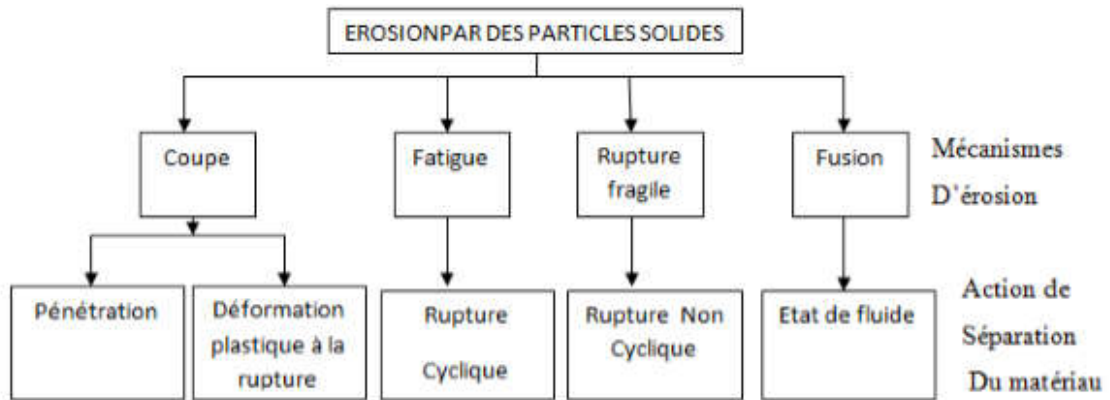 EROSIONPAR DES PARTICLES SOLIDES
Coupe
Fatigue
Rupture
fragile
Fusion
Mécanismes
D'érosion
Pénétration
Déformation
plastique à la
rupture
Rupture
Cyclique
Rupture Non
Cyclique
Etat de fluide
Action de
Séparation
Du matériau